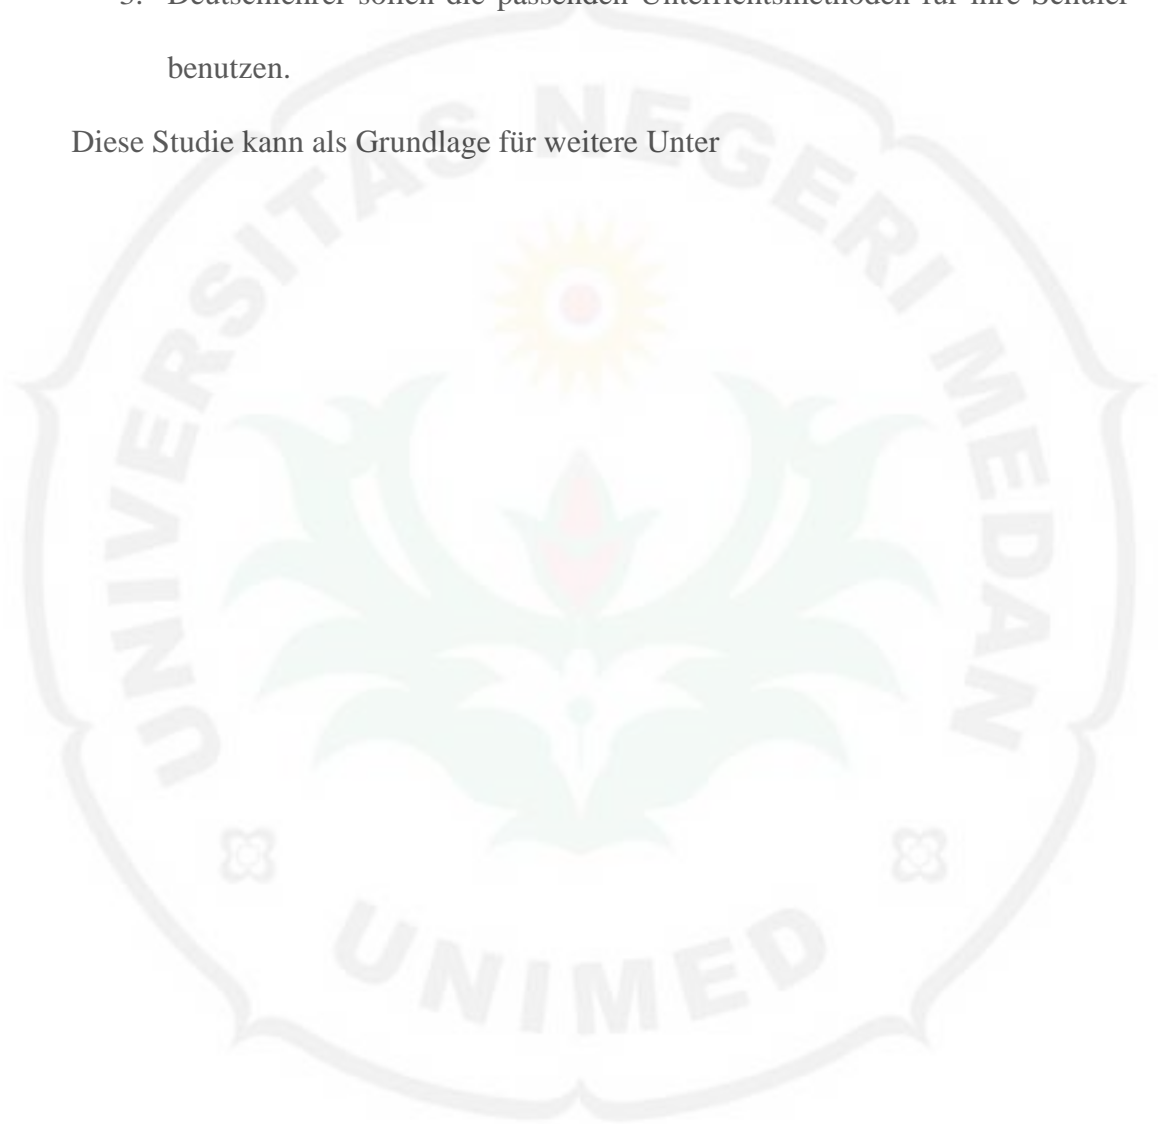 3. Deutschlehrer sollen die passenden Unterrichtsmethoden für ihre Schüler
benutzen.
Diese Studie kann als Grundlage für weitere Unter
UNIVERSITAS NEGERI MEDAN
UNIMED